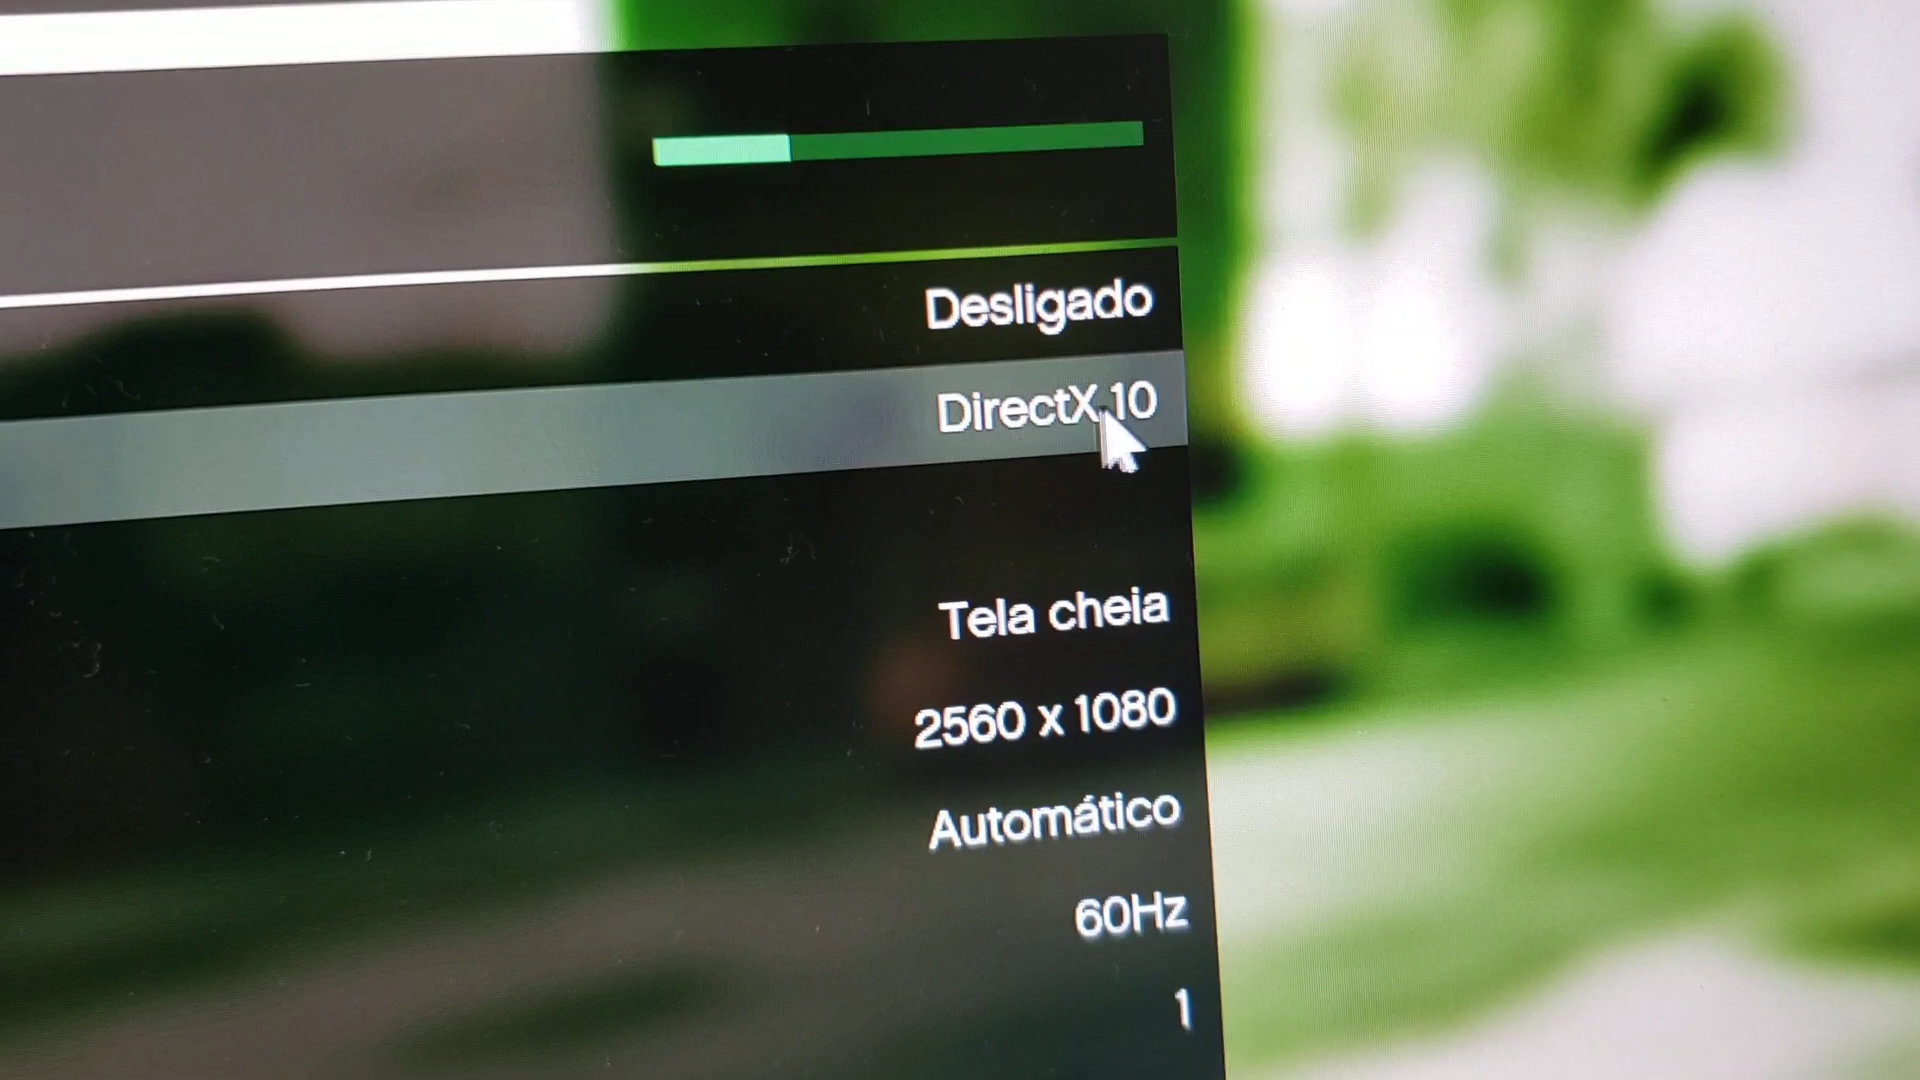 Desligado
DirectX 10
Tela cheia
2560 x 1080
Automático
60Hz
1